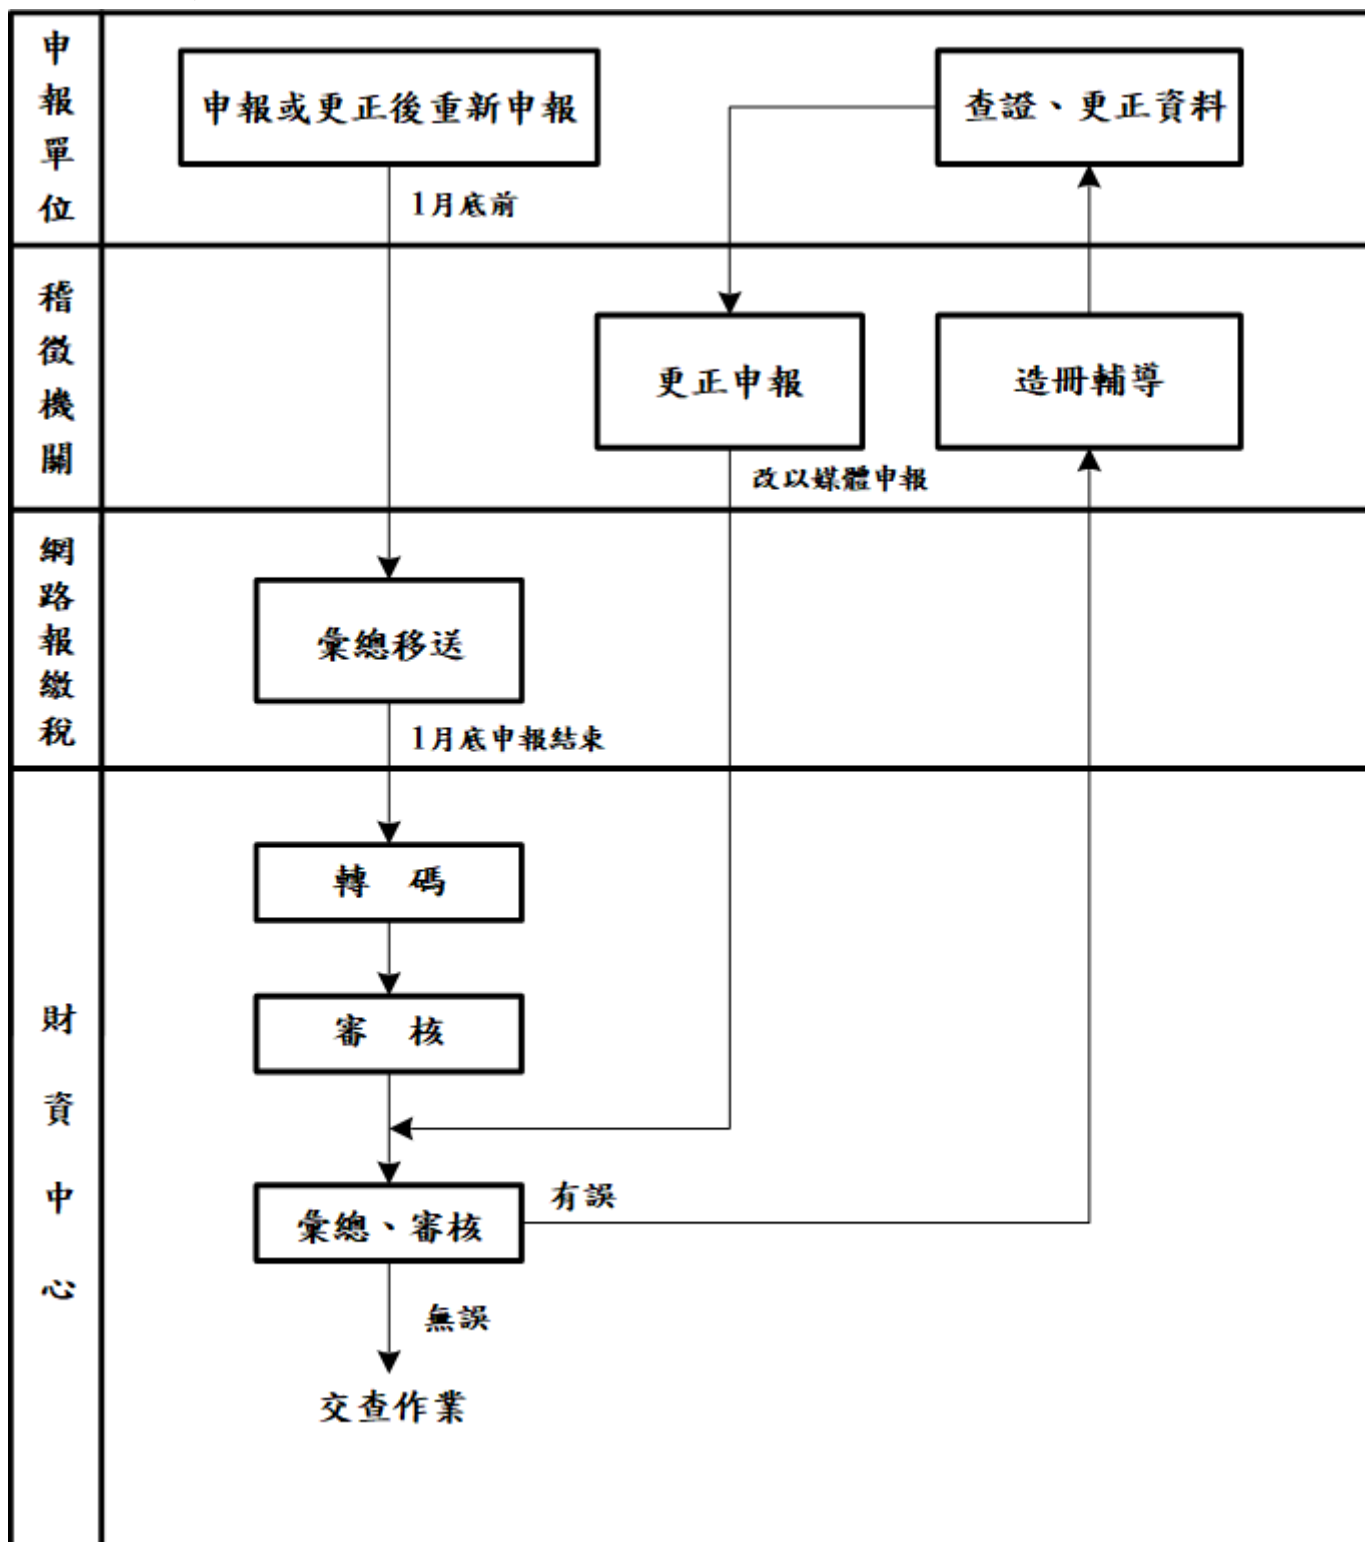 申報單位
申報或更正後重新申報
查證、更正資料
1月底前
稽徵機關
更正申報
造冊輔導
改以媒體申報
網路報繳稅
彙總移送
1月底申報結束
財資中心
轉 碼
審 核
彙總、審核
有誤
無誤
交查作業